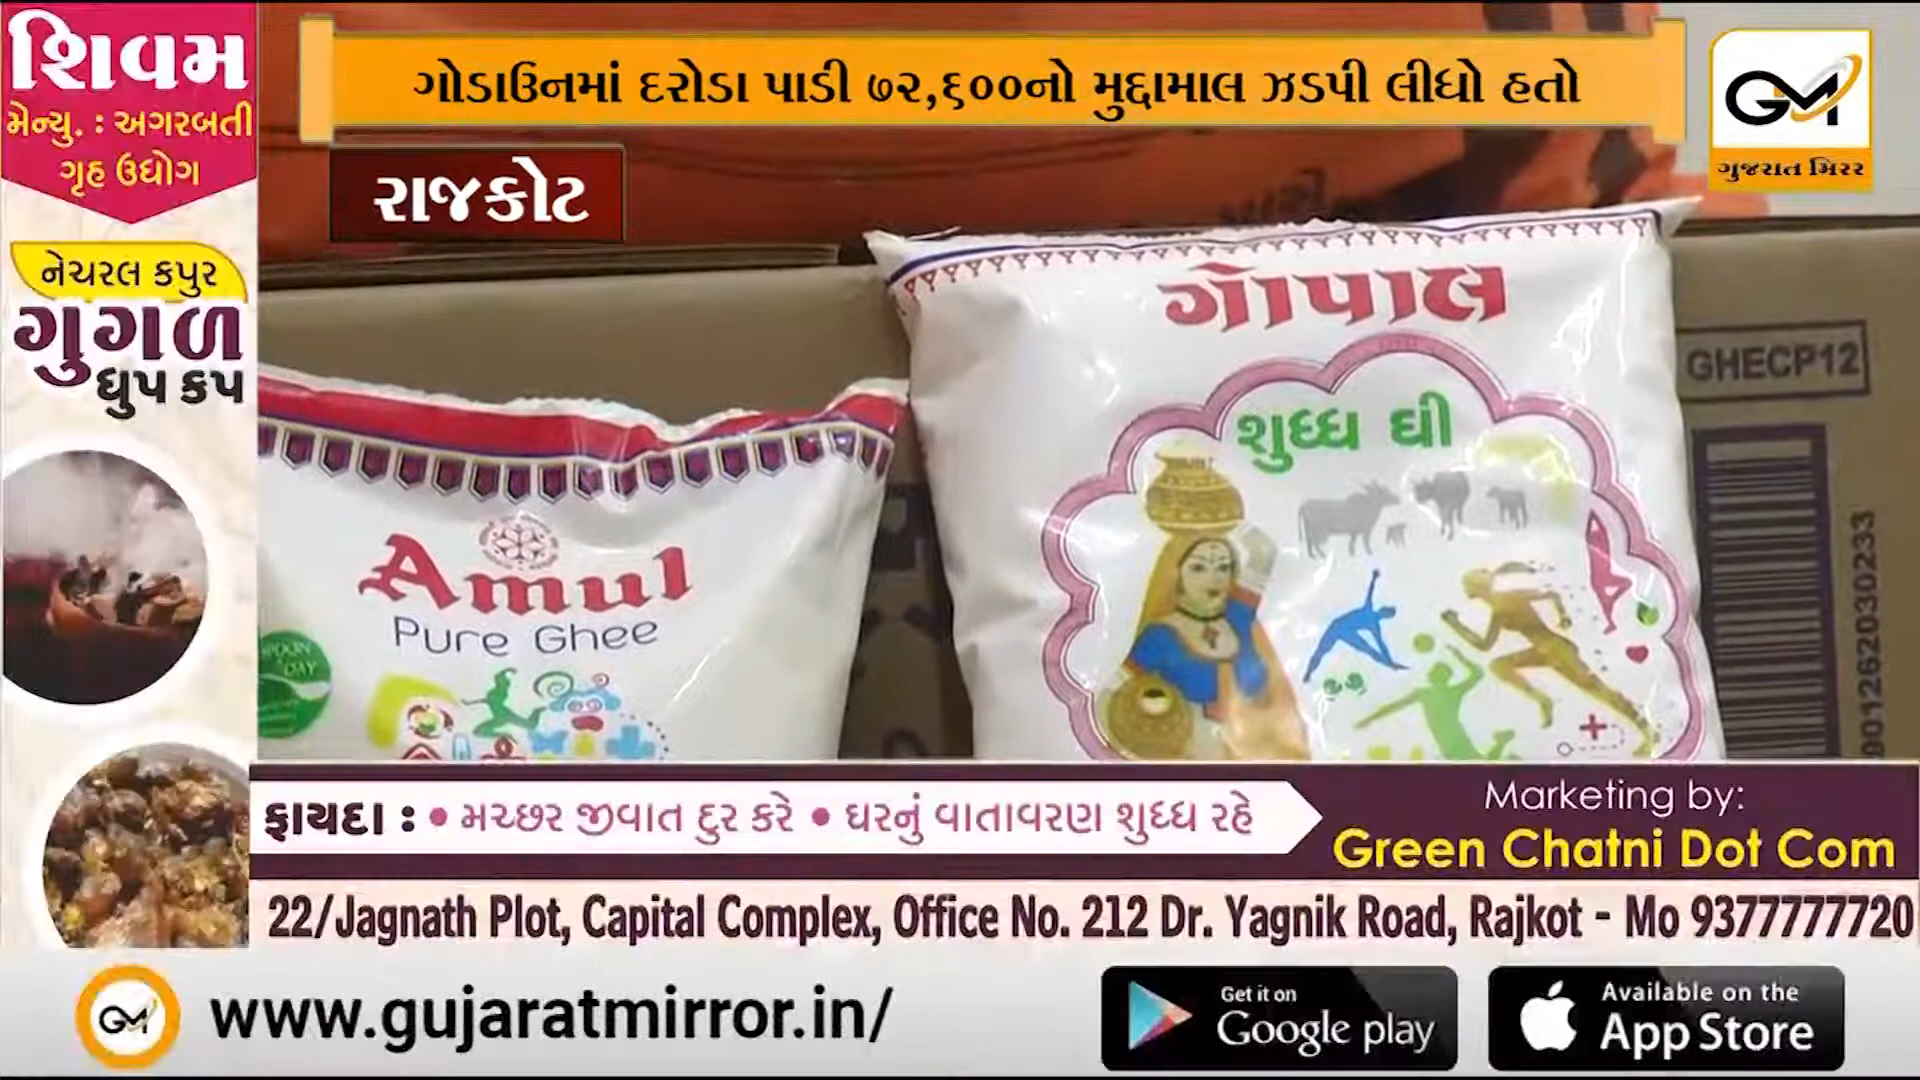 શિવમ
મેન્યુ. : અગરબતી
ગૃહ ઉધોગ
નેચરલ કપુર
ગુગળ
ધુપ કપ
ગોડાઉનમાં દરોડા પાડી ૭૨,૬૦૦નો મુદ્દામાલ ઝડપી લીધો હતો
રાજકોટ
GM
ગુજરાત મિરર
Amul
Pure Ghee
ગોપાલ
શુધ્ધ ઘી
GHECP12
901262030233
ફાયદા : • મચ્છર જીવાત દુર કરે • ઘરનું વાતાવરણ શુધ્ધ રહે
Marketing by:
Green Chatni Dot Com
22/Jagnath Plot, Capital Complex, Office No. 212 Dr. Yagnik Road, Rajkot - Mo 9377777720
GM
www.gujaratmirror.in/
Get it on
Google play
Available on the
App Store